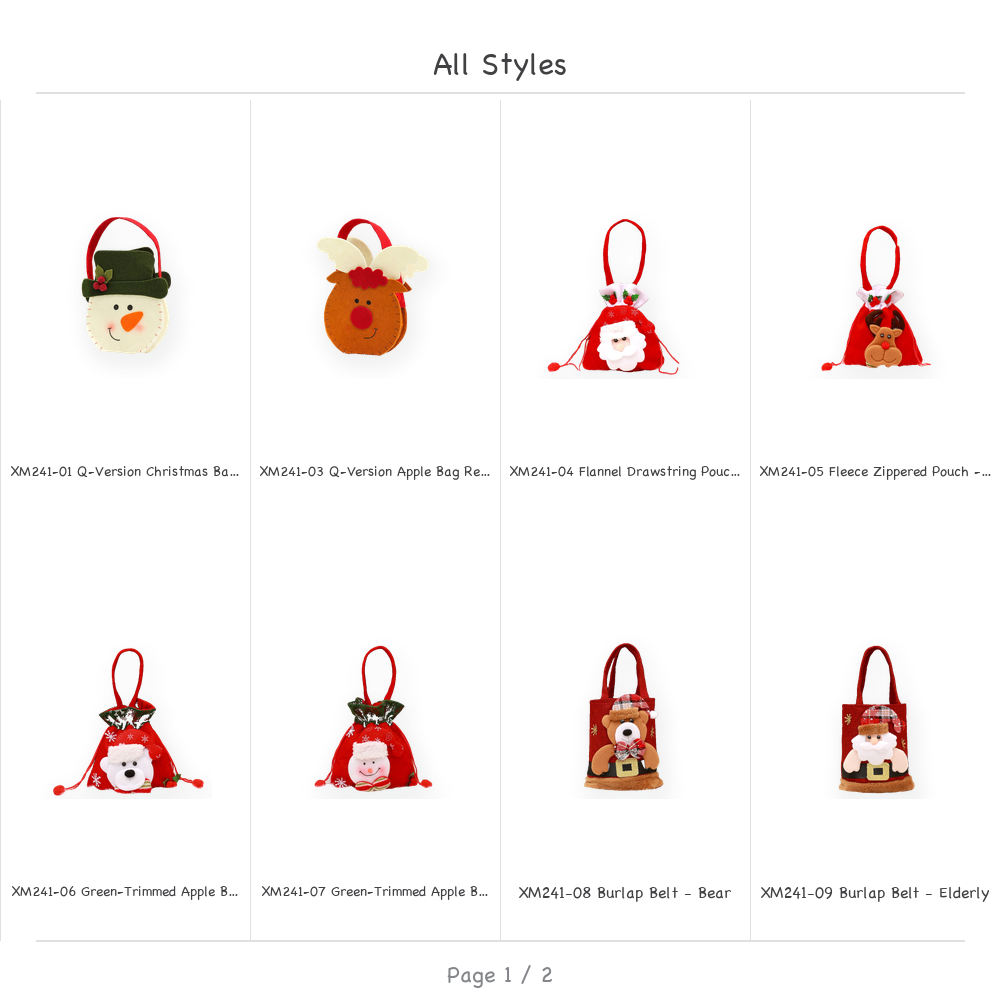 All Styles
XM241-01 Q-Version Christmas Ba...
XM241-03 Q-Version Apple Bag Re...
XM241-04 Flannel Drawstring Pouc...
XM241-05 Fleece Zippered Pouch -...
XM241-06 Green-Trimmed Apple B...
XM241-07 Green-Trimmed Apple B...
XM241-08 Burlap Belt - Bear
XM241-09 Burlap Belt - Elderly
Page 1 / 2